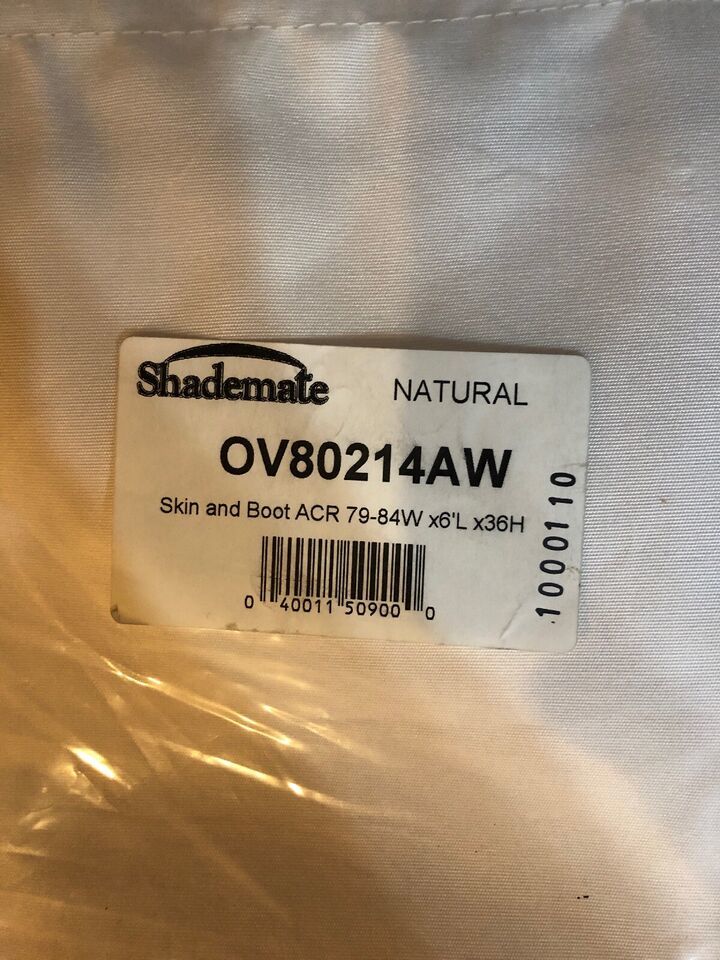 Shademate
NATURAL
OV80214AW
Skin and Boot ACR 79-84W x6'L x36H
0 40011 50900 0
1000110